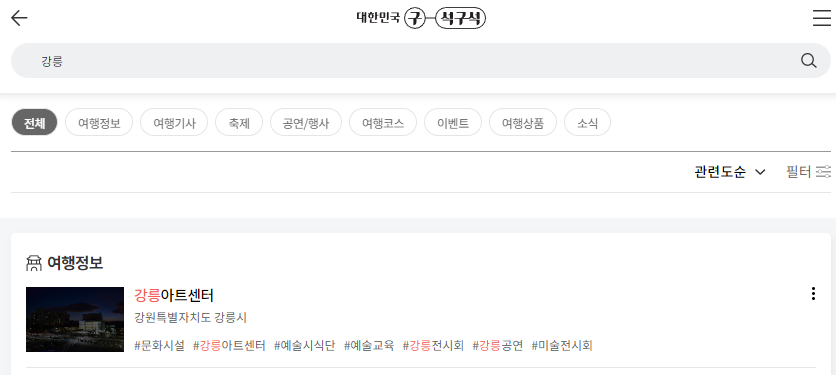 대한민국 구석구석
강릉
전체 여행정보 여행기사 축제 공연/행사 여행코스 이벤트 여행상품 소식
관련도순 필터
여행정보
강릉아트센터
강원특별자치도 강릉시
#문화시설 #강릉아트센터 #예술시식단 #예술교육 #강릉전시회 #강릉공연 #미술전시회